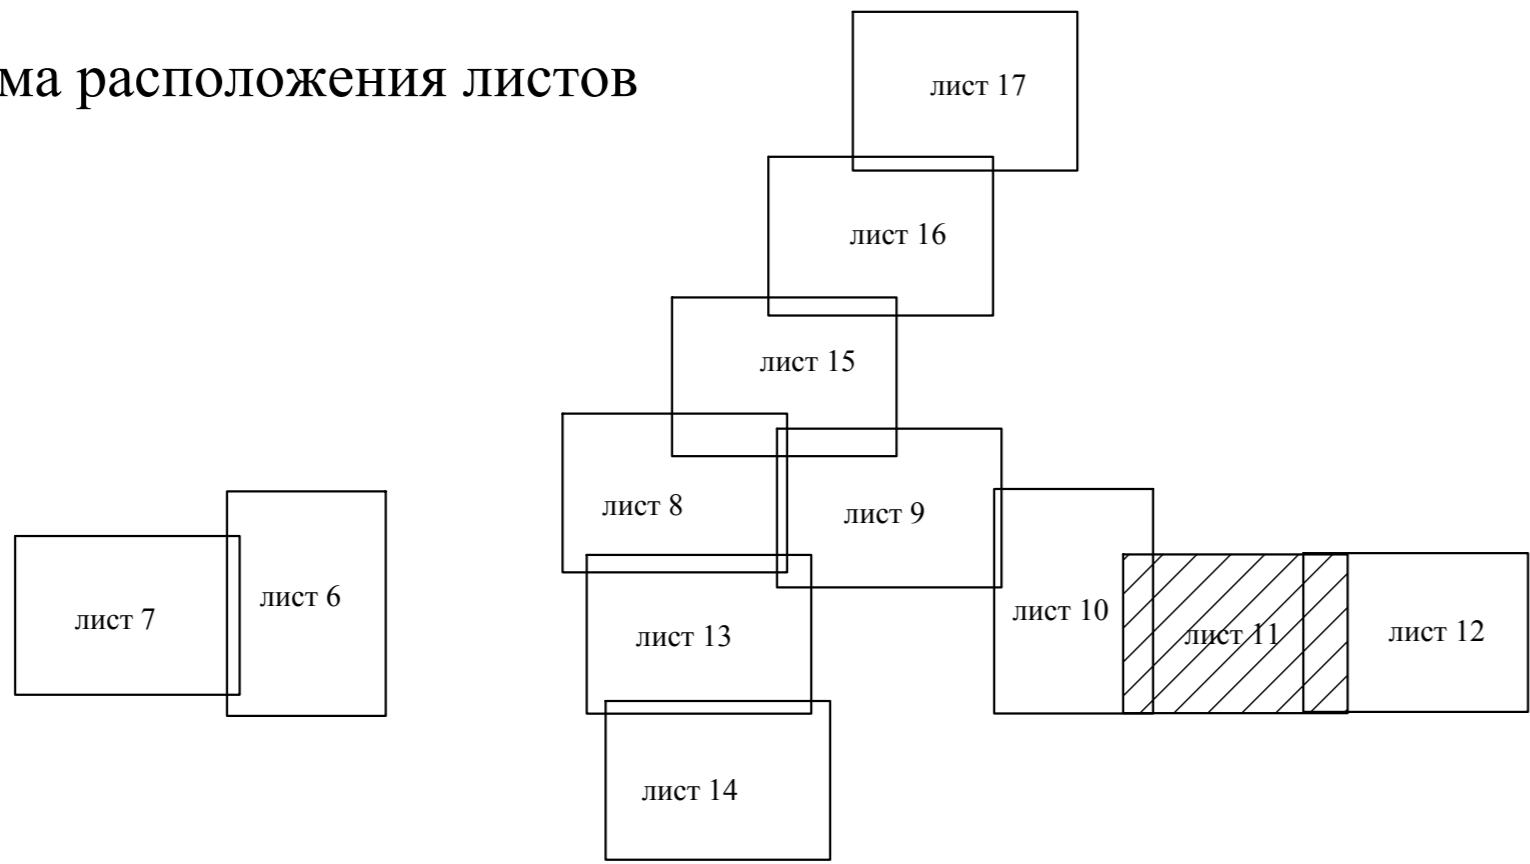 ма расположения листов
лист 17
лист 16
лист 15
лист 8
лист 9
лист 6
лист 7
лист 10
лист 11
лист 12
лист 13
лист 14